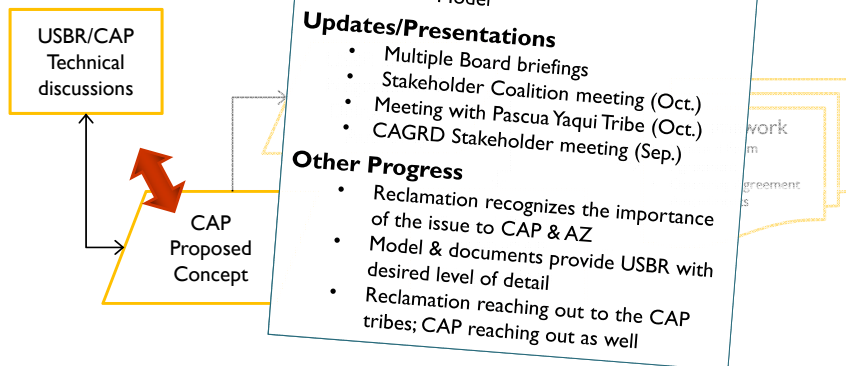 USBR/CAP
Technical
discussions
CAP
Proposed
Concept
Model
Updates/Presentations
• Multiple Board briefings
• Stakeholder Coalition meeting (Oct.)
• Meeting with Pascua Yaqui Tribe (Oct.)
• CAGRD Stakeholder meeting (Sep.)
Other Progress
• Reclamation recognizes the importance
of the issue to CAP & AZ
• Model & documents provide USBR with
desired level of detail
• Reclamation reaching out to the CAP
tribes; CAP reaching out as well